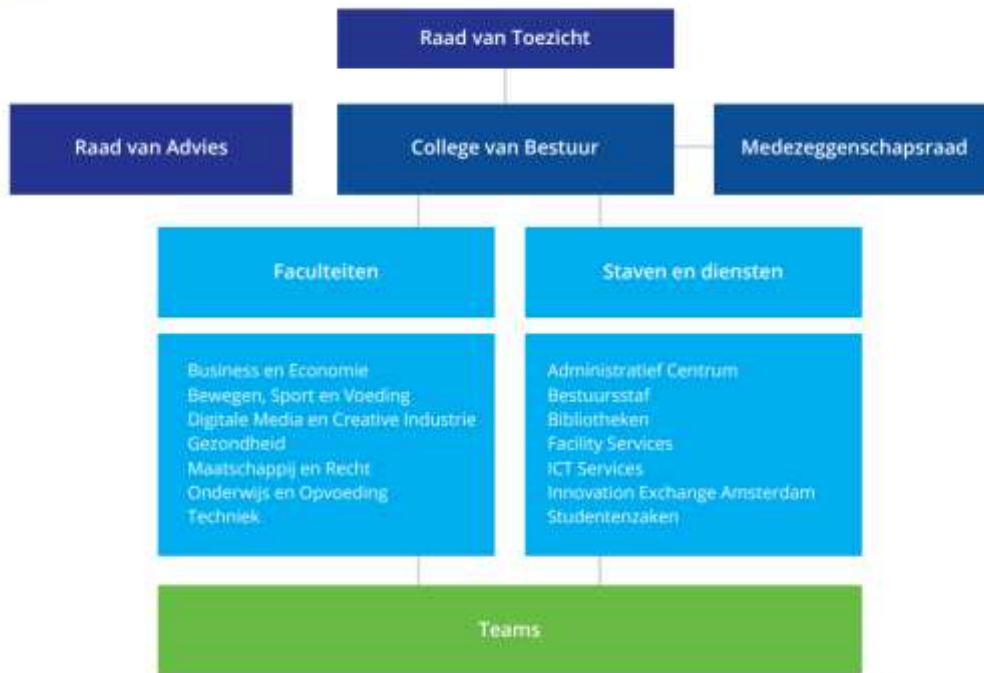 Raad van Toezicht
Raad van Advies
College van Bestuur
Medezeggenschapsraad
Faculteiten
Business en Economie
Bewegen, Sport en Voeding
Digitale Media en Creative Industrie
Gezondheid
Maatschappij en Recht
Onderwijs en Opvoeding
Techniek
Staven en diensten
Administratief Centrum
Bestuursstaf
Bibliotheken
Facility Services
ICT Services
Innovation Exchange Amsterdam
Studentenzaken
Teams